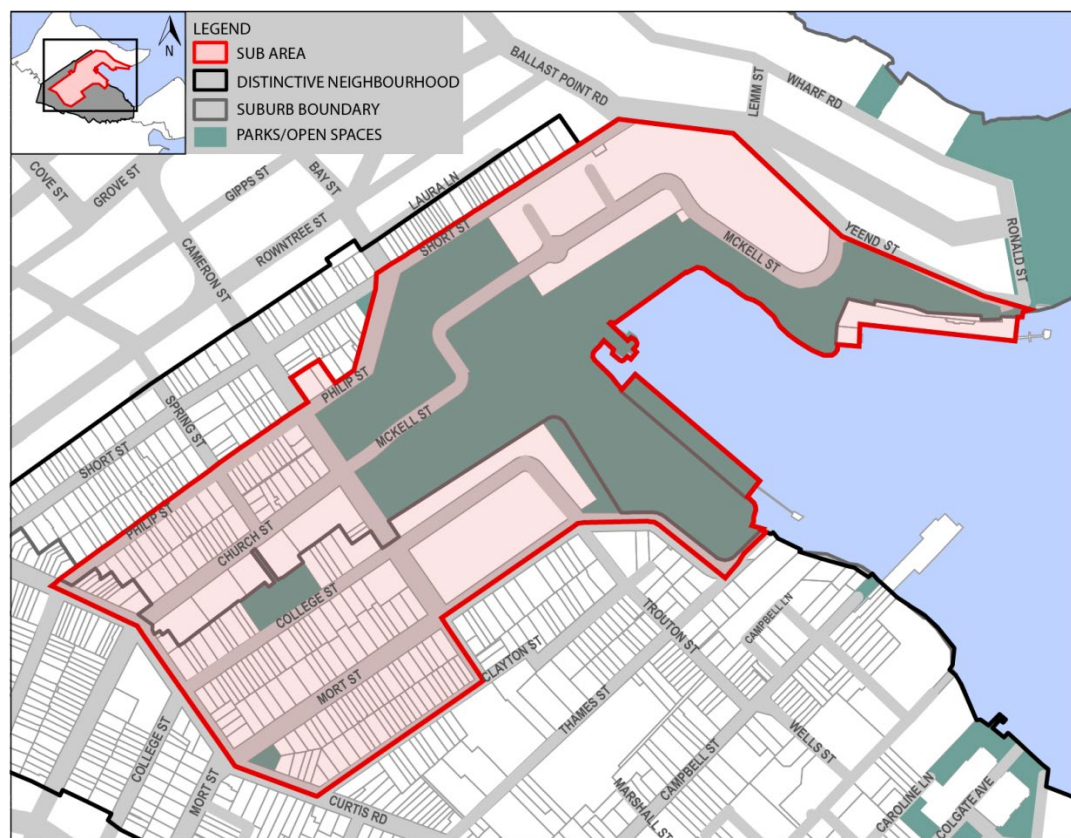 LEGEND
N
SUB AREA
DISTINCTIVE NEIGHBOURHOOD
SUBURB BOUNDARY
PARKS/OPEN SPACES
BALLAST POINT RD
LEMM ST
WHARF RD
COVE ST
GROVE ST
GIPPS ST
BAY ST
LAURA LN
SHORT ST
ROWNTREE ST
CAMERON ST
MCKELL ST
YEEND ST
RONALD ST
PHILIP ST
MCKELL ST
SPRING ST
SHORT ST
PHILIP ST
CHURCH ST
COLLEGE ST
MORT ST
CLAYTON ST
TROUTON ST
CAMPBELL LN
THAMES ST
CAMPBELL ST
WELLS ST
COLLEGE ST
MORT ST
CURTIS RD
MARSHALL ST
CAROLINE LN
COLGATE AVE